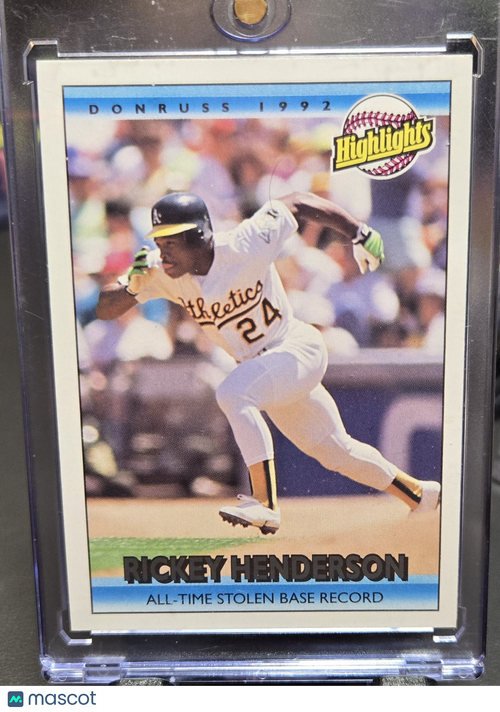 DONRUSS 1992
Highlights
A's
Athletics
24
RICKEY HENDERSON
ALL-TIME STOLEN BASE RECORD
mascot